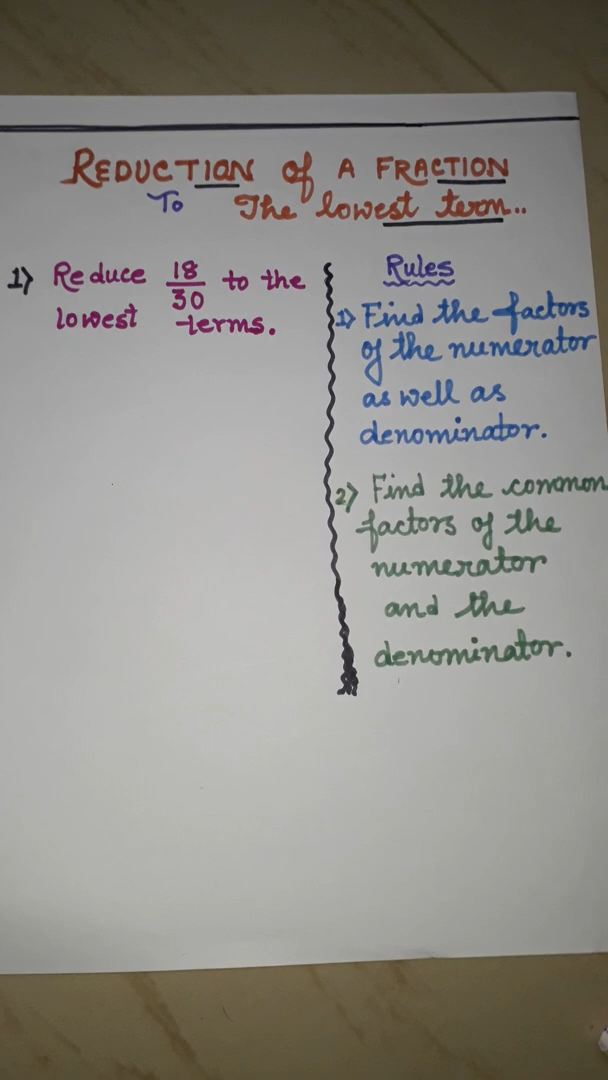 REDUCTION of A FRACTION
To The lowest term..
1) Reduce 18/30 to the
lowest terms.
Rules
1) Find the factors
of the numerator
as well as
denominator.
2) Find the common
factors of the
numerator
and the
denominator.